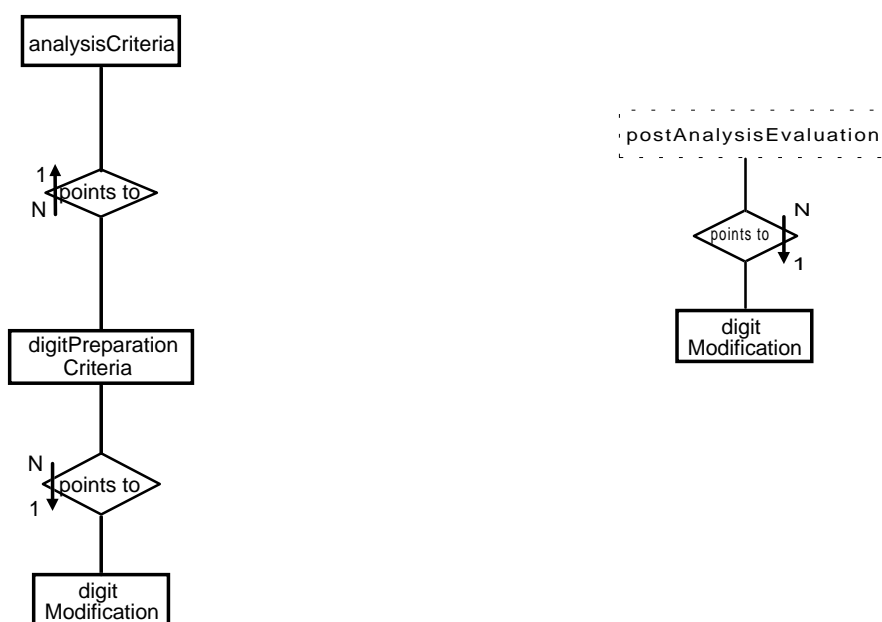 analysisCriteria
1
points to
N
digitPreparation
Criteria
N
points to
1
digit
Modification
postAnalysisEvaluation
N
points to
1
digit
Modification